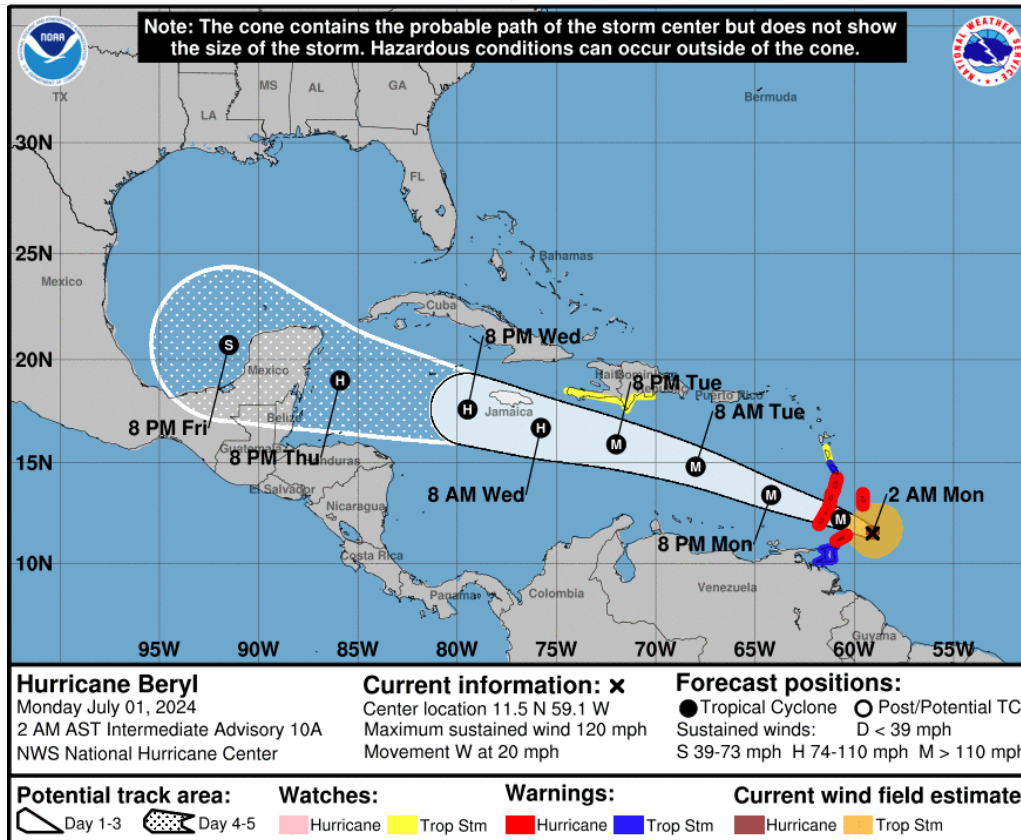 Note: The cone contains the probable path of the storm center but does not show
the size of the storm. Hazardous conditions can occur outside of the cone.
NOAA
NATIONAL WEATHER SERVICE
TX
MS
AL
GA
LA
Bermuda
30N
FL
25N
Mexico
Bahamas
Cuba
8 PM Wed
20N
Mexico
8 PM Tue
Puerto Rico
S
H
H
Jamaica
8 AM Tue
8 PM Fri
Belize
H
M
8 PM Thu
15N
M
8 AM Wed
M
2 AM Mon
El Salvador
Nicaragua
8 PM Mon
M
Costa Rica
10N
Panama
Colombia
Venezuela
Guyana
95W
90W
85W
80W
75W
70W
65W
60W
55W
Hurricane Beryl
Monday July 01, 2024
2 AM AST Intermediate Advisory 10A
NWS National Hurricane Center
Current information: x
Center location 11.5 N 59.1 W
Maximum sustained wind 120 mph
Movement W at 20 mph
Forecast positions:
Tropical Cyclone Post/Potential TC
Sustained winds: D < 39 mph
S 39-73 mph H 74-110 mph M > 110 mph
Potential track area:
Day 1-3 Day 4-5
Watches:
Hurricane Trop Stm
Warnings:
Hurricane Trop Stm
Current wind field estimate
Hurricane Trop Stm